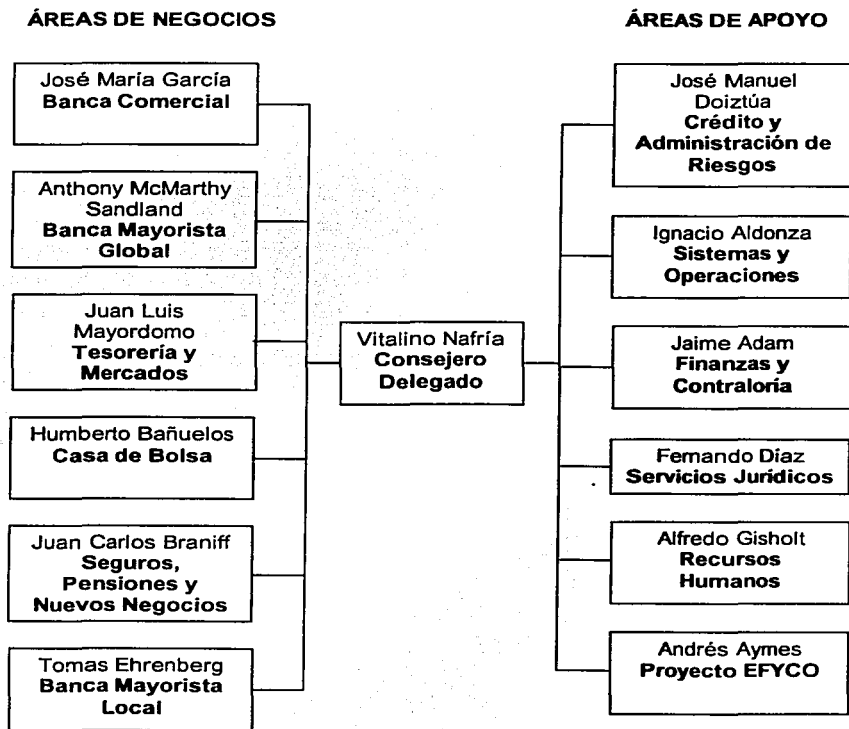 ÁREAS DE NEGOCIOS
José María García
Banca Comercial
Anthony McMarthy
Sandland
Banca Mayorista
Global
Juan Luis
Mayordomo
Tesorería y
Mercados
Humberto Bañuelos
Casa de Bolsa
Juan Carlos Braniff
Seguros,
Pensiones y
Nuevos Negocios
Tomas Ehrenberg
Banca Mayorista
Local
Vitalino Nafría
Consejero
Delegado
ÁREAS DE APOYO
José Manuel
Doiztúa
Crédito y
Administración de
Riesgos
Ignacio Aldonza
Sistemas y
Operaciones
Jaime Adam
Finanzas y
Contraloría
Fernando Díaz
Servicios Jurídicos
Alfredo Gisholt
Recursos
Humanos
Andrés Aymes
Proyecto EFYCO